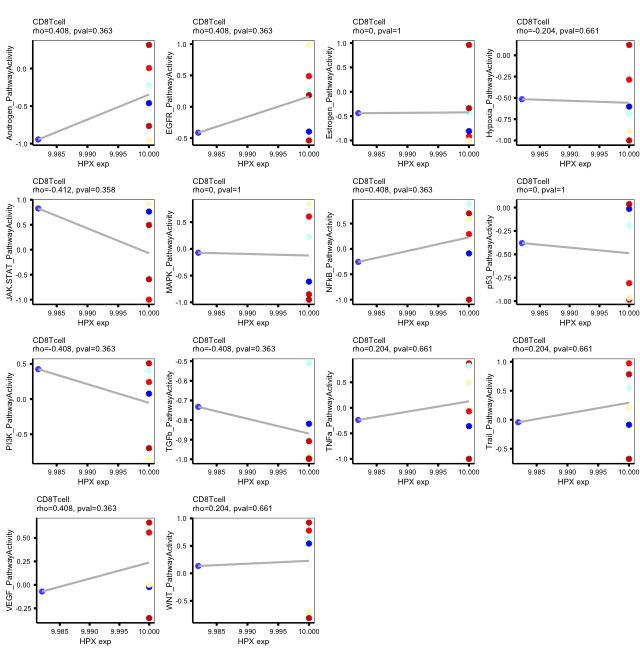 CD8Tcell
rho=0.408, pval=0.363
Androgen_PathwayActivity
0.0
-0.5
-1.0
9.985 9.990 9.995 10.000
HPX exp
CD8Tcell
rho=0.408, pval=0.363
EGFR_PathwayActivity
1.0
0.5
0.0
-0.5
9.985 9.990 9.995 10.000
HPX exp
CD8Tcell
rho=0, pval=1
Estrogen_PathwayActivity
1.0
0.5
0.0
-0.5
-1.0
9.985 9.990 9.995 10.000
HPX exp
CD8Tcell
rho=-0.204, pval=0.661
Hypoxia_PathwayActivity
0.00
-0.25
-0.50
-0.75
-1.00
9.985 9.990 9.995 10.000
HPX exp
CD8Tcell
rho=-0.412, pval=0.358
JAK.STAT_PathwayActivity
1.0
0.5
0.0
-0.5
-1.0
9.985 9.990 9.995 10.000
HPX exp
CD8Tcell
rho=0, pval=1
MAPK_PathwayActivity
1.0
0.5
0.0
-0.5
-1.0
9.985 9.990 9.995 10.000
HPX exp
CD8Tcell
rho=0.408, pval=0.363
NFkB_PathwayActivity
0.5
0.0
-0.5
-1.0
9.985 9.990 9.995 10.000
HPX exp
CD8Tcell
rho=0, pval=1
p53_PathwayActivity
0.00
-0.25
-0.50
-0.75
-1.00
9.985 9.990 9.995 10.000
HPX exp
CD8Tcell
rho=-0.408, pval=0.363
PI3K_PathwayActivity
0.5
0.0
-0.5
9.985 9.990 9.995 10.000
HPX exp
CD8Tcell
rho=-0.408, pval=0.363
TGFb_PathwayActivity
-0.5
-0.6
-0.7
-0.8
-0.9
-1.0
9.985 9.990 9.995 10.000
HPX exp
CD8Tcell
rho=0.204, pval=0.661
TNFa_PathwayActivity
0.5
0.0
-0.5
-1.0
9.985 9.990 9.995 10.000
HPX exp
CD8Tcell
rho=0.204, pval=0.661
Trail_PathwayActivity
1.0
0.5
0.0
-0.5
9.985 9.990 9.995 10.000
HPX exp
CD8Tcell
rho=0.408, pval=0.363
VEGF_PathwayActivity
0.50
0.25
0.00
-0.25
9.985 9.990 9.995 10.000
HPX exp
CD8Tcell
rho=0.204, pval=0.661
WNT_PathwayActivity
1.0
0.5
0.0
-0.5
9.985 9.990 9.995 10.000
HPX exp